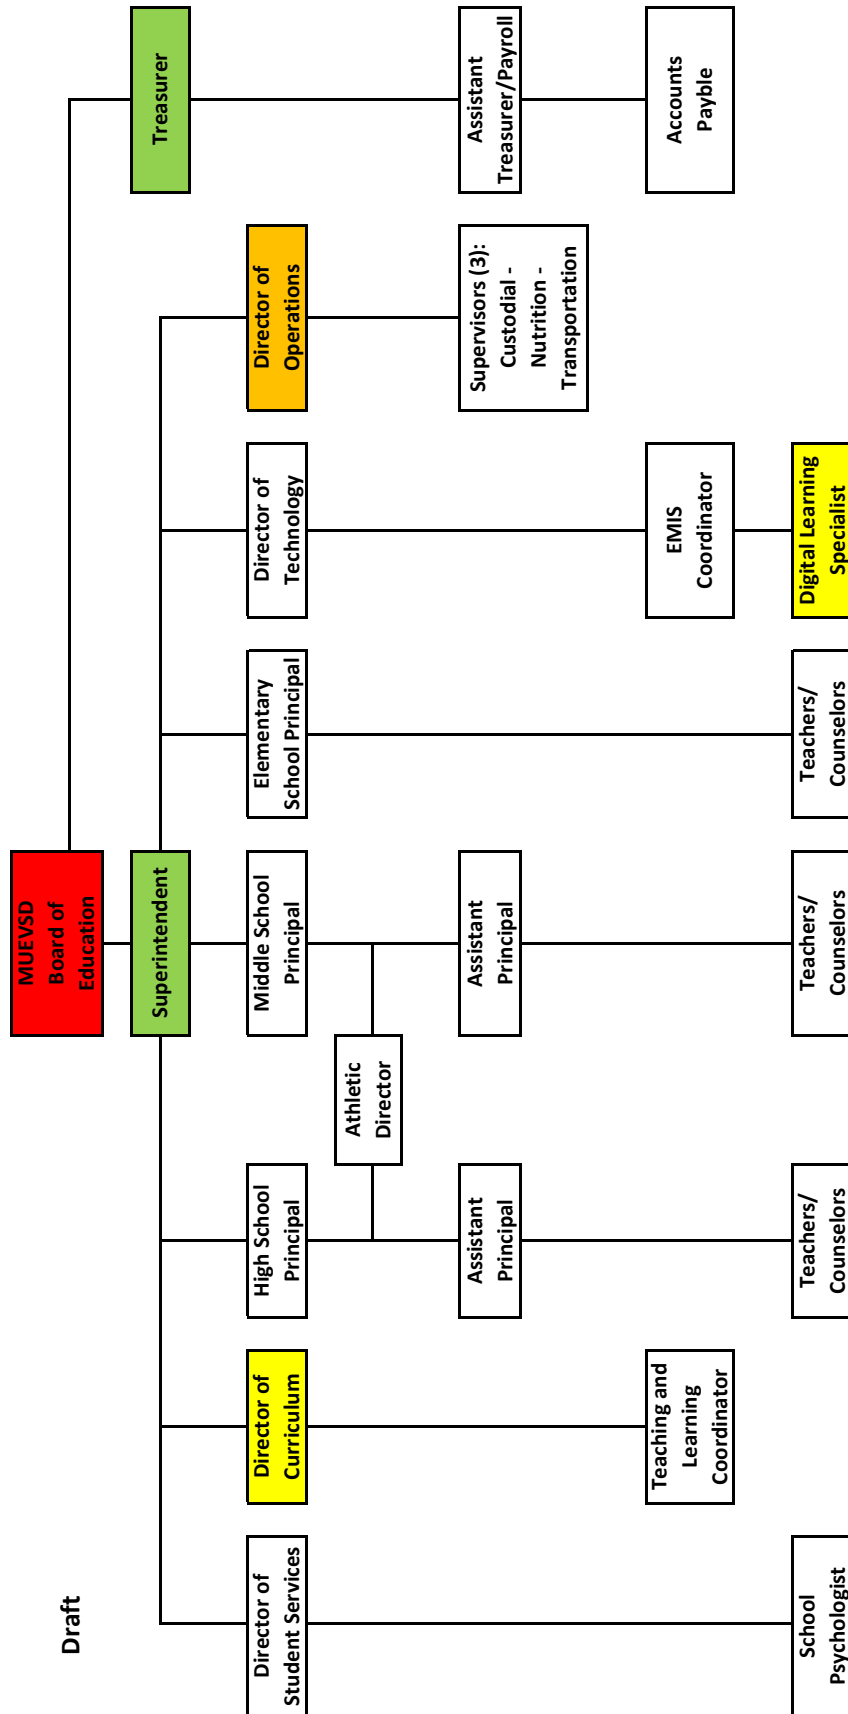 Draft
MUEVSD
Board of
Education
Superintendent
Treasurer
Director of
Student Services
Director of
Curriculum
High School
Principal
Middle School
Principal
Elementary
School Principal
Director of
Technology
Director of
Operations
Athletic
Director
Assistant
Principal
Assistant
Principal
Supervisors (3):
Custodial -
Nutrition -
Transportation
Assistant
Treasurer/Payroll
Teaching and
Learning
Coordinator
EMIS
Coordinator
Accounts
Payble
School
Psychologist
Teachers/
Counselors
Teachers/
Counselors
Teachers/
Counselors
Digital Learning
Specialist